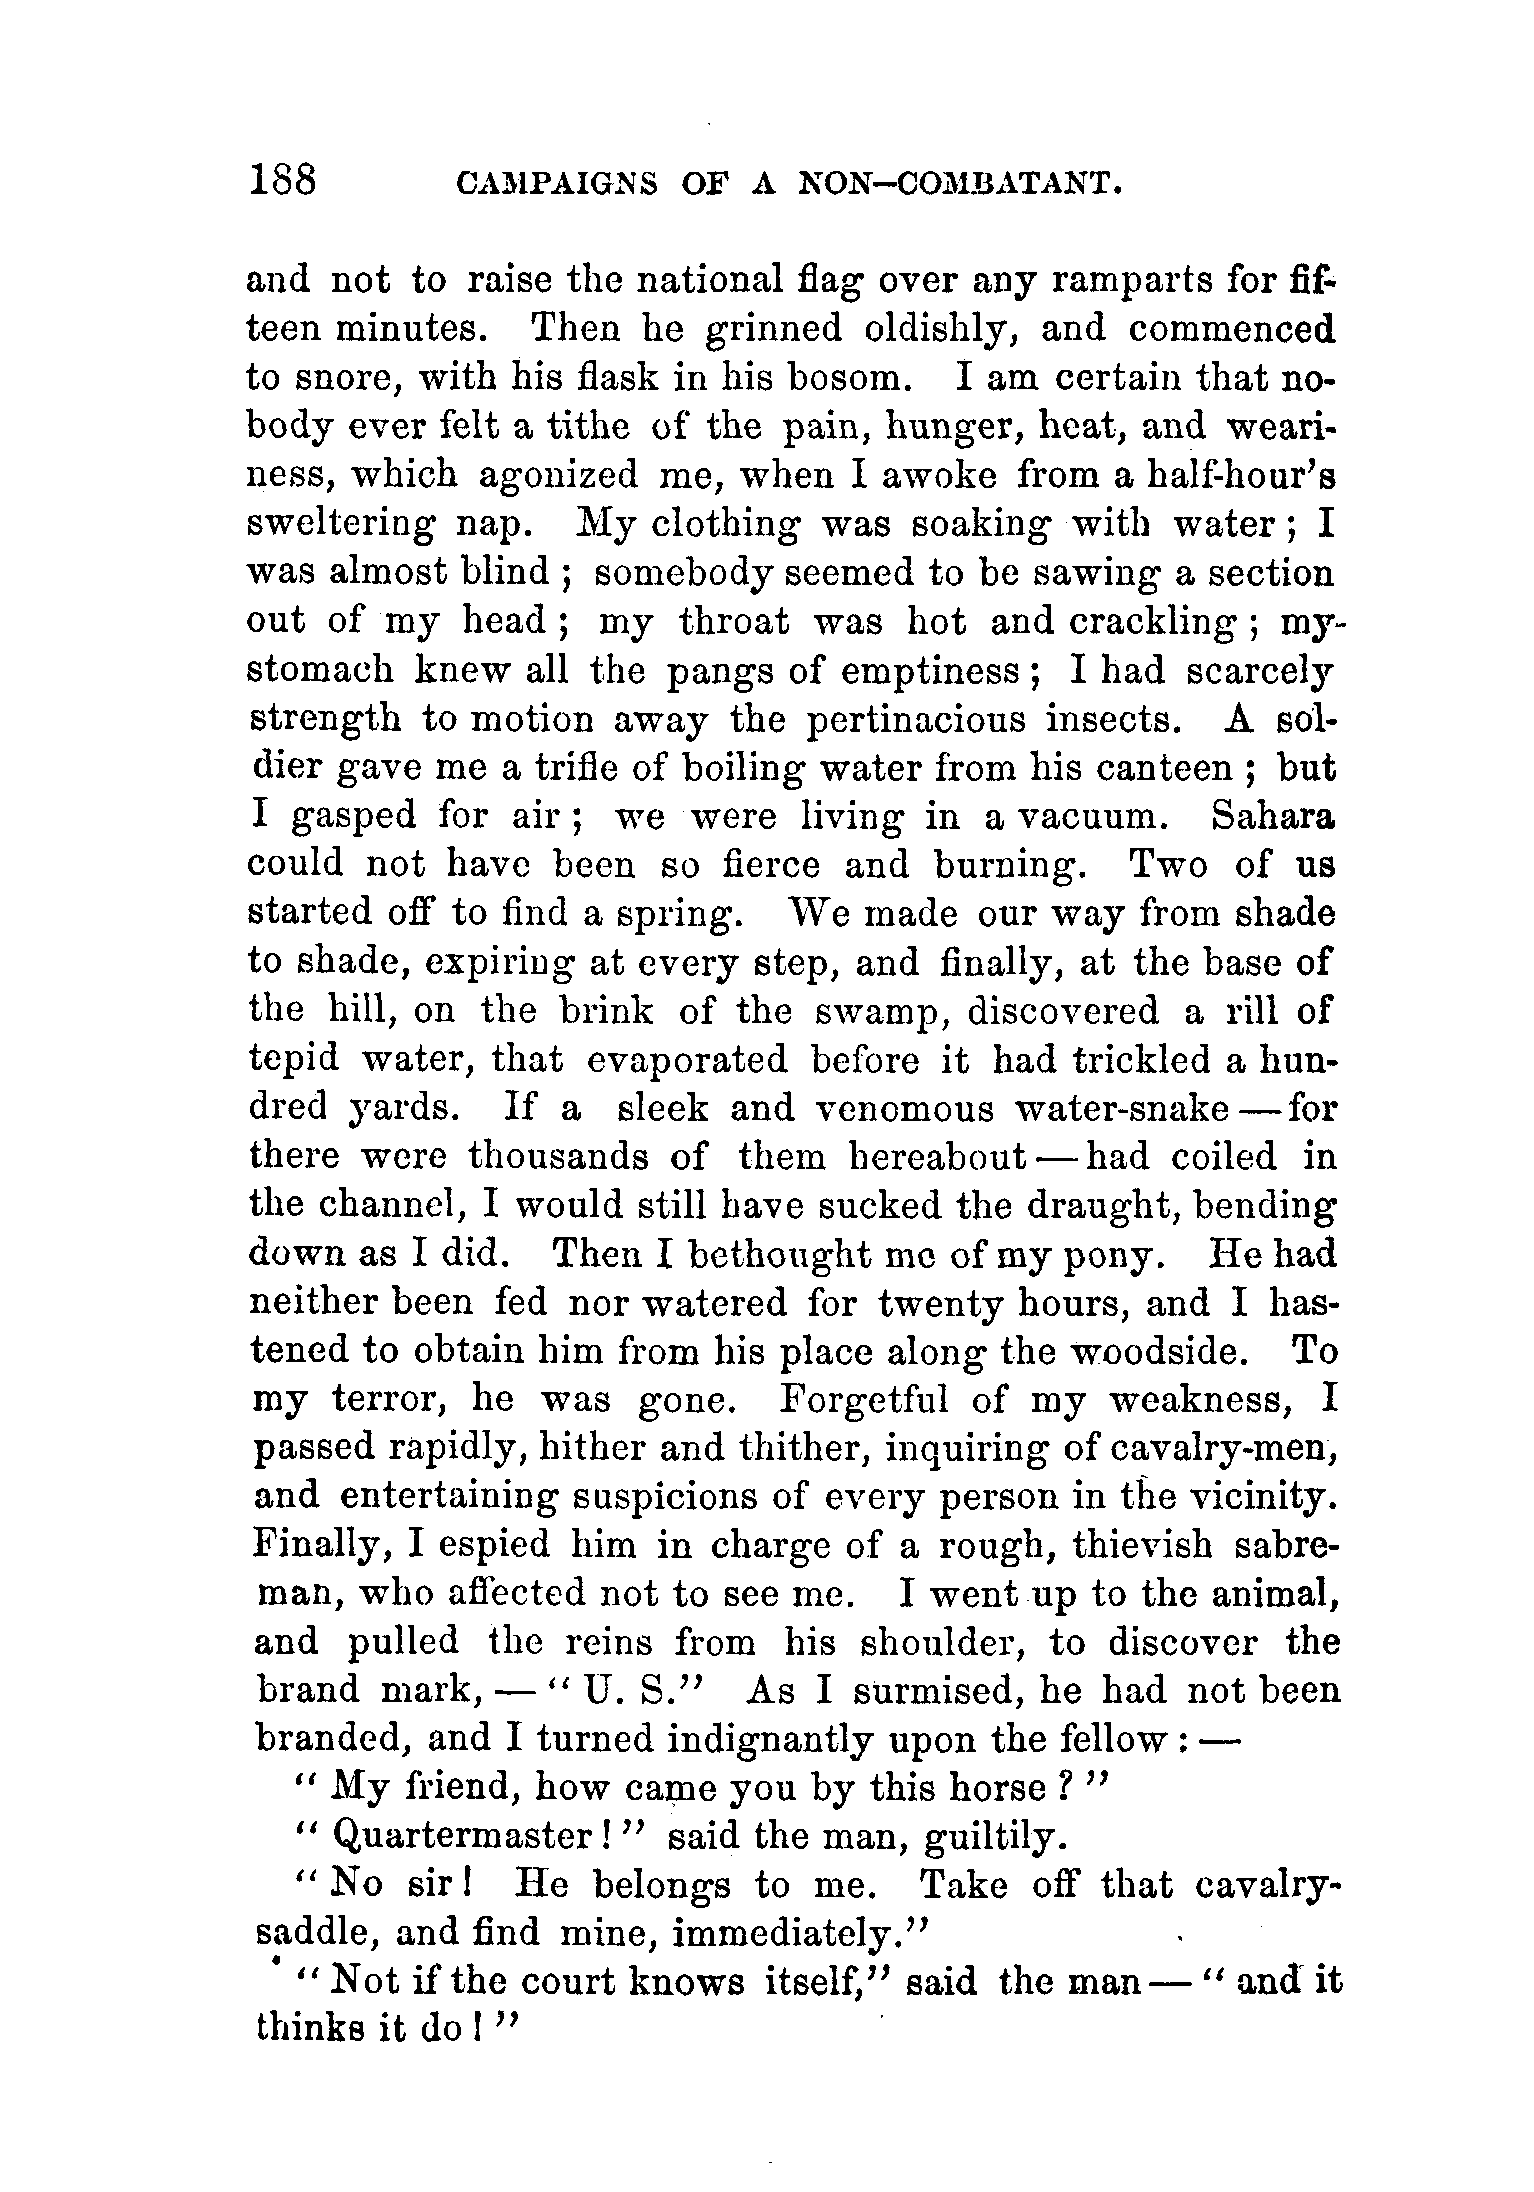 188 CAMPAIGNS OF A NON-COMBATANT.
and not to raise the national flag over any ramparts for fif-
teen minutes. Then he grinned oldishly, and commenced
to snore, with his flask in his bosom. I am certain that no-
body ever felt a tithe of the pain, hunger, heat, and weari-
ness, which agonized me, when I awoke from a half-hour's
sweltering nap. My clothing was soaking with water; I
was almost blind; somebody seemed to be sawing a section
out of my head; my throat was hot and crackling; my-
stomach knew all the pangs of emptiness; I had scarcely
strength to motion away the pertinacious insects. A sol-
dier gave me a trifle of boiling water from his canteen; but
I gasped for air; we were living in a vacuum. Sahara
could not have been so fierce and burning. Two of us
started off to find a spring. We made our way from shade
to shade, expiring at every step, and finally, at the base of
the hill, on the brink of the swamp, discovered a rill of
tepid water, that evaporated before it had trickled a hun-
dred yards. If a sleek and venomous water-snake — for
there were thousands of them hereabout — had coiled in
the channel, I would still have sucked the draught, bending
down as I did. Then I bethought me of my pony. He had
neither been fed nor watered for twenty hours, and I has-
tened to obtain him from his place along the woodside. To
my terror, he was gone. Forgetful of my weakness, I
passed rapidly, hither and thither, inquiring of cavalry-men,
and entertaining suspicions of every person in the vicinity.
Finally, I espied him in charge of a rough, thievish sabre-
man, who affected not to see me. I went up to the animal,
and pulled the reins from his shoulder, to discover the
brand mark, — "U. S." As I surmised, he had not been
branded, and I turned indignantly upon the fellow: —
"My friend, how came you by this horse?"
"Quartermaster!" said the man, guiltily.
"No sir! He belongs to me. Take off that cavalry-
saddle, and find mine, immediately."
"Not if the court knows itself," said the man — "and it
thinks it do!"